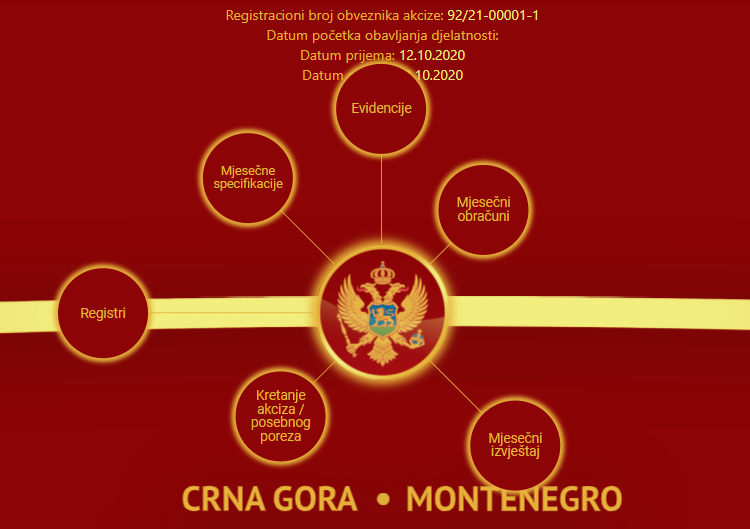 Registracioni broj obveznika akcize: 92/21-00001-1
Datum početka obavljanja djelatnosti:
Datum prijema: 12.10.2020
Datum 10.2020
Evidencije
Mjesečne
specifikacije
Mjesečni
obračuni
Registri
Kretanje
akciza /
posebnog
poreza
Mjesečni
izvještaj
CRNA GORA • MONTENEGRO